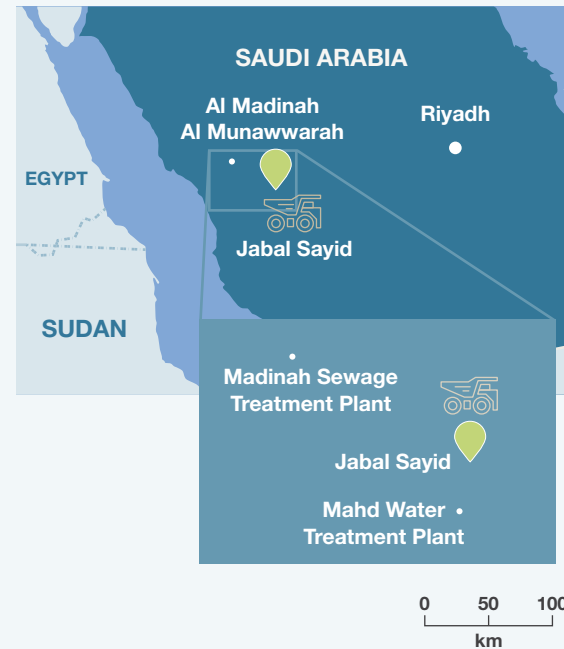 SAUDI ARABIA
Al Madinah
Al Munawwarah
Riyadh
EGYPT
Jabal Sayid
SUDAN
Madinah Sewage
Treatment Plant
Jabal Sayid
Mahd Water
Treatment Plant
0 50 100
km